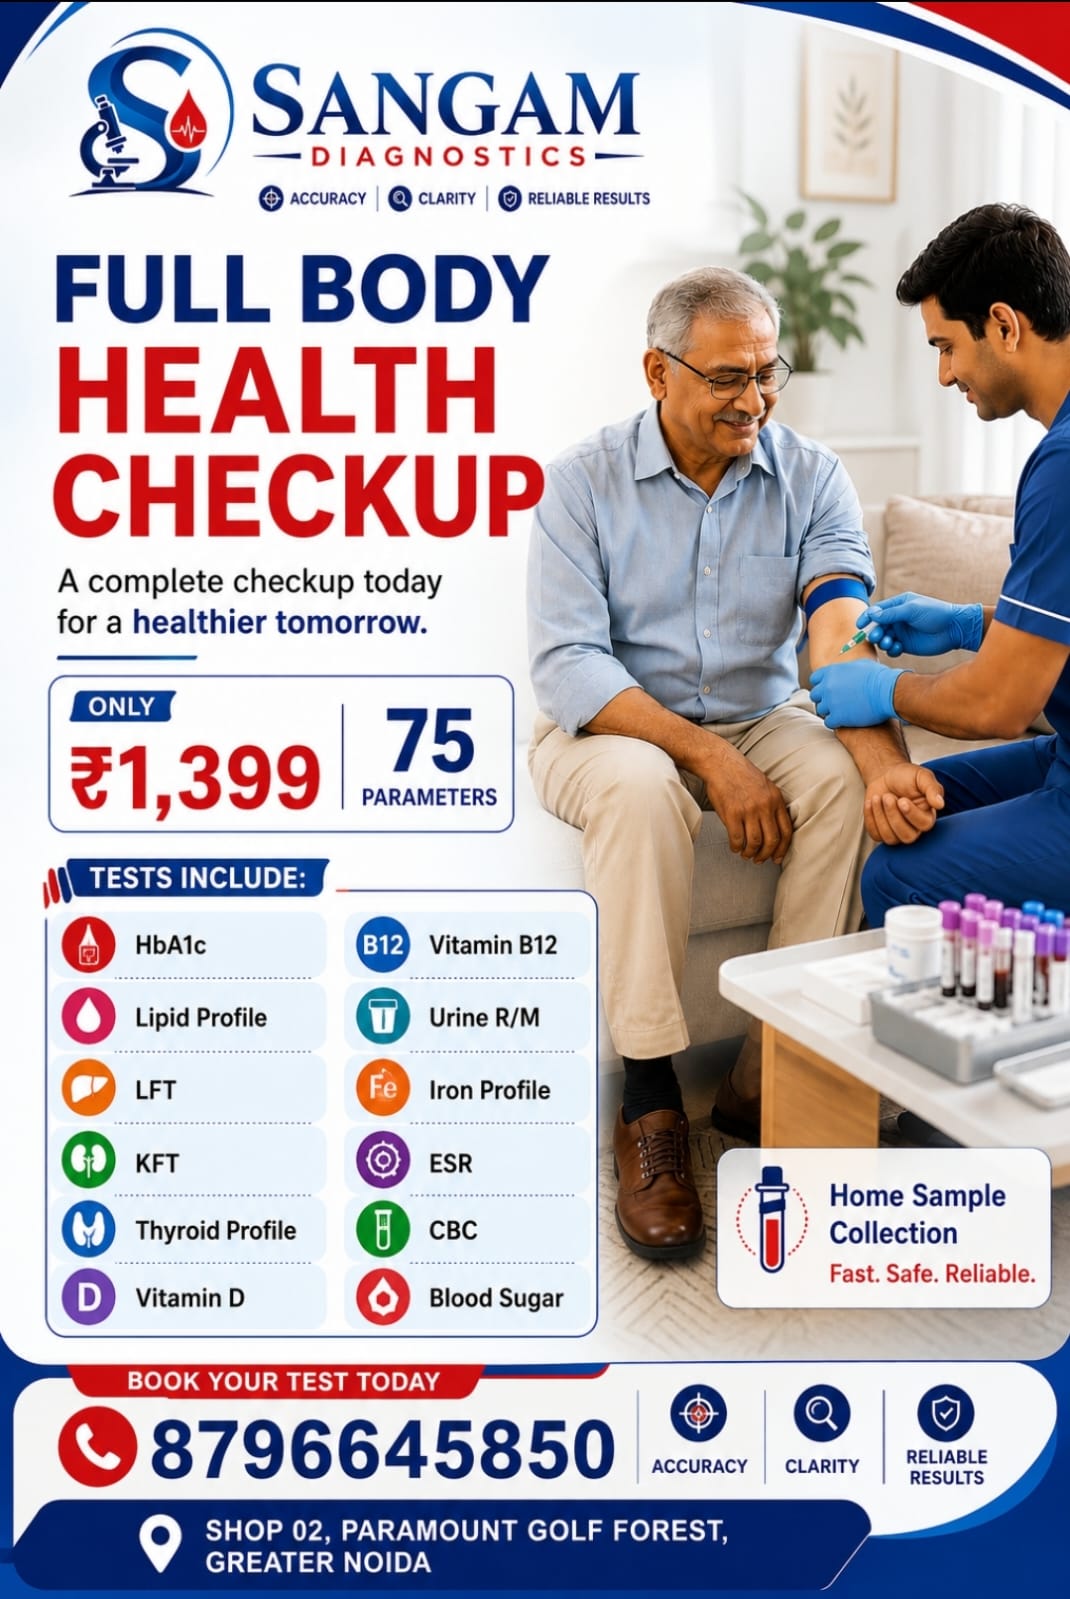 SANGAM
DIAGNOSTICS
ACCURACY | CLARITY | RELIABLE RESULTS
FULL BODY
HEALTH
CHECKUP
A complete checkup today
for a healthier tomorrow.
ONLY
₹1,399
75
PARAMETERS
TESTS INCLUDE:
HbA1c
Lipid Profile
LFT
KFT
Thyroid Profile
D Vitamin D
B12 Vitamin B12
Urine R/M
Fe Iron Profile
ESR
CBC
Blood Sugar
Home Sample
Collection
Fast. Safe. Reliable.
BOOK YOUR TEST TODAY
8796645850
ACCURACY
CLARITY
RELIABLE
RESULTS
SHOP 02, PARAMOUNT GOLF FOREST,
GREATER NOIDA